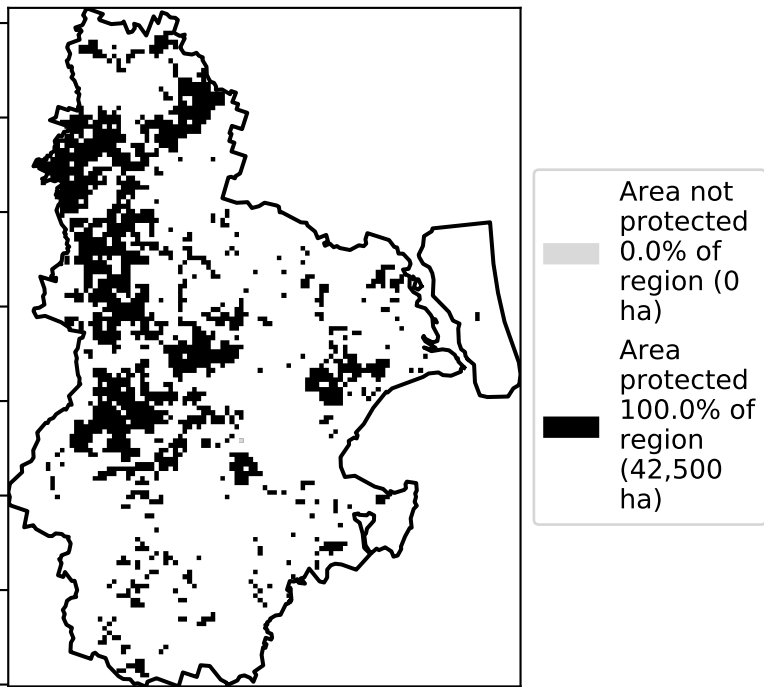 Area not
protected
0.0% of
region (0
ha)
Area
protected
100.0% of
region
(42,500
ha)